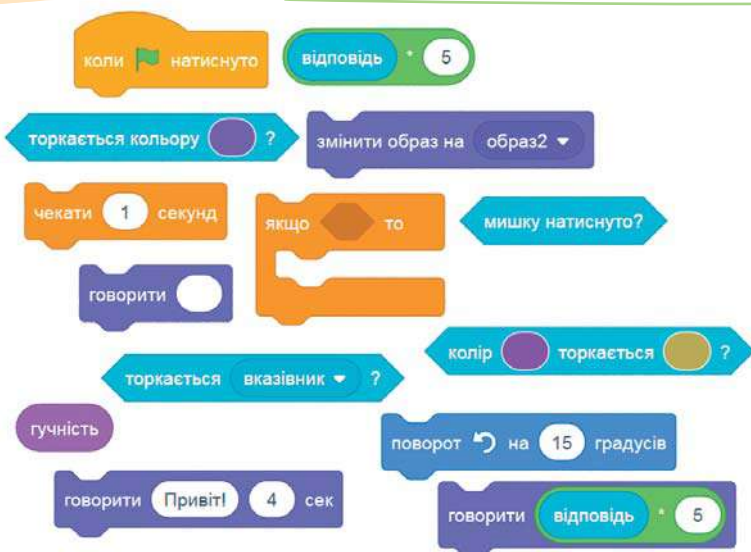 коли натиснуто
відповідь * 5
торкається кольору ?
змінити образ на образ2
чекати 1 секунд
якщо то
мишку натиснуто?
говорити
колір торкається ?
торкається вказівник ?
гучність
поворот на 15 градусів
говорити Привіт! 4 сек
говорити відповідь * 5